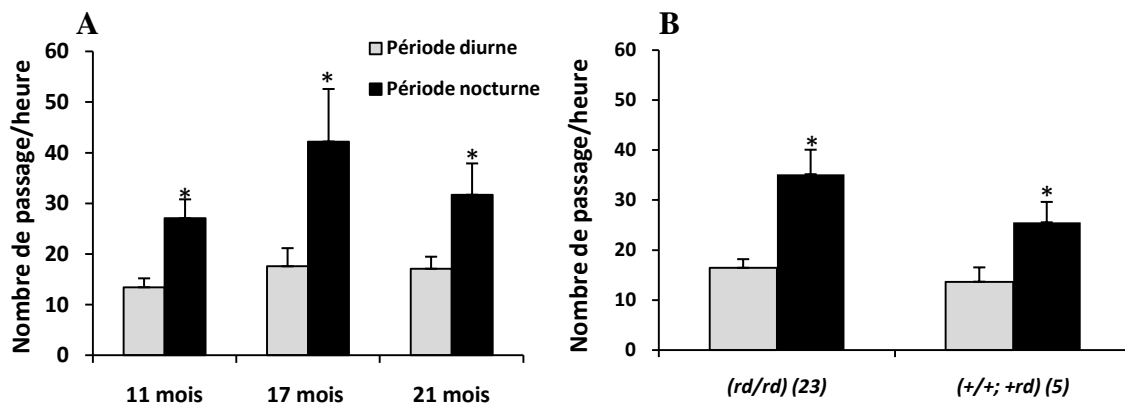 A
Nombre de passage/heure
60
50
40
30
20
10
0
Période diurne
Période nocturne
*
*
*
11 mois
17 mois
21 mois
B
Nombre de passage/heure
60
50
40
30
20
10
0
*
*
(rd/rd) (23)
(+/+; +rd) (5)